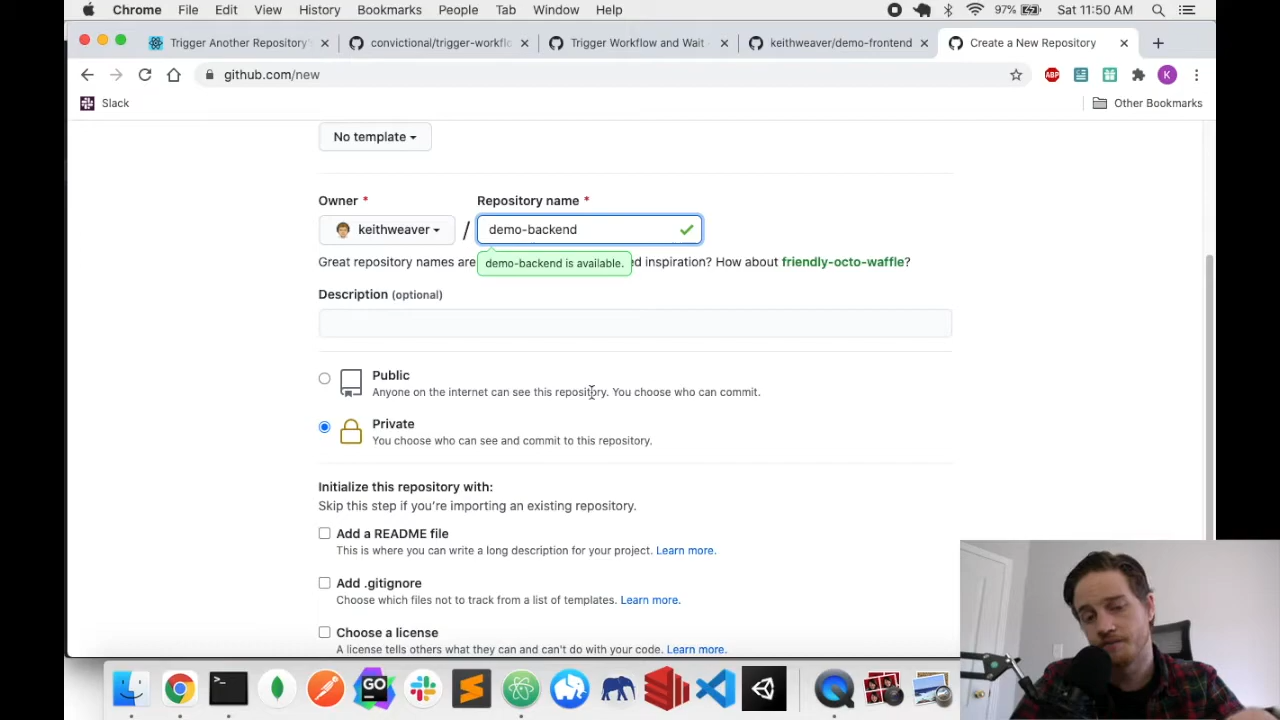 Chrome File Edit View History Bookmarks People Tab Window Help 97% Sat 11:50 AM
Trigger Another Repository' convictional/trigger-workfl Trigger Workflow and Wait keithweaver/demo-frontend Create a New Repository
github.com/new
ABP
K
Slack
Other Bookmarks
No template
Owner * Repository name *
keithweaver / demo-backend
Great repository names are demo-backend is available. d inspiration? How about friendly-octo-waffle?
Description (optional)
Public
Anyone on the internet can see this repository. You choose who can commit.
Private
You choose who can see and commit to this repository.
Initialize this repository with:
Skip this step if you're importing an existing repository.
Add a README file
This is where you can write a long description for your project. Learn more.
Add .gitignore
Choose which files not to track from a list of templates. Learn more.
Choose a license
A license tells others what they can and can't do with your code. Learn more.
GO